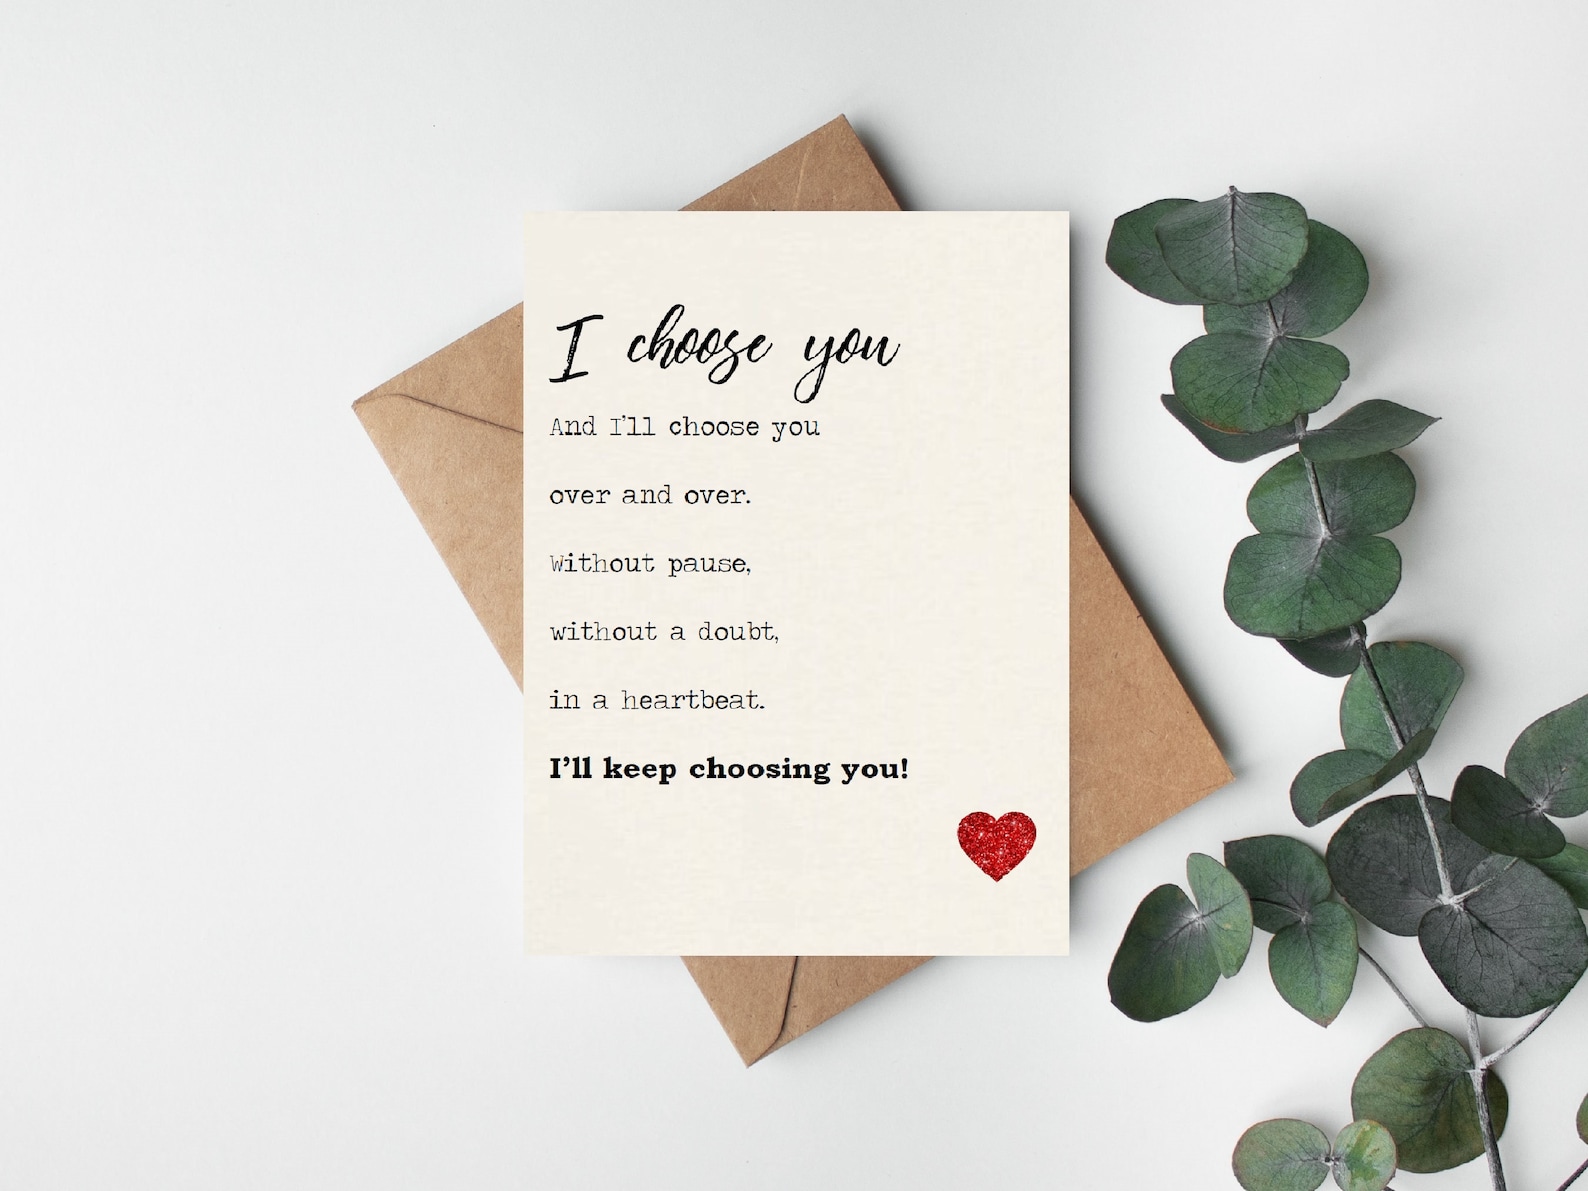 I choose you
And I'll choose you
over and over.
Without pause,
without a doubt,
in a heartbeat.
I'll keep choosing you!